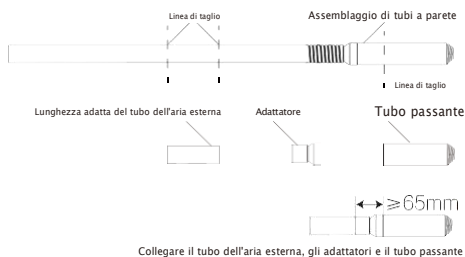 Linea di taglio
Assemblaggio di tubi a parete
Linea di taglio
Lunghezza adatta del tubo dell'aria esterna
Adattatore
Tubo passante
≥65mm
Collegare il tubo dell'aria esterna, gli adattatori e il tubo passante